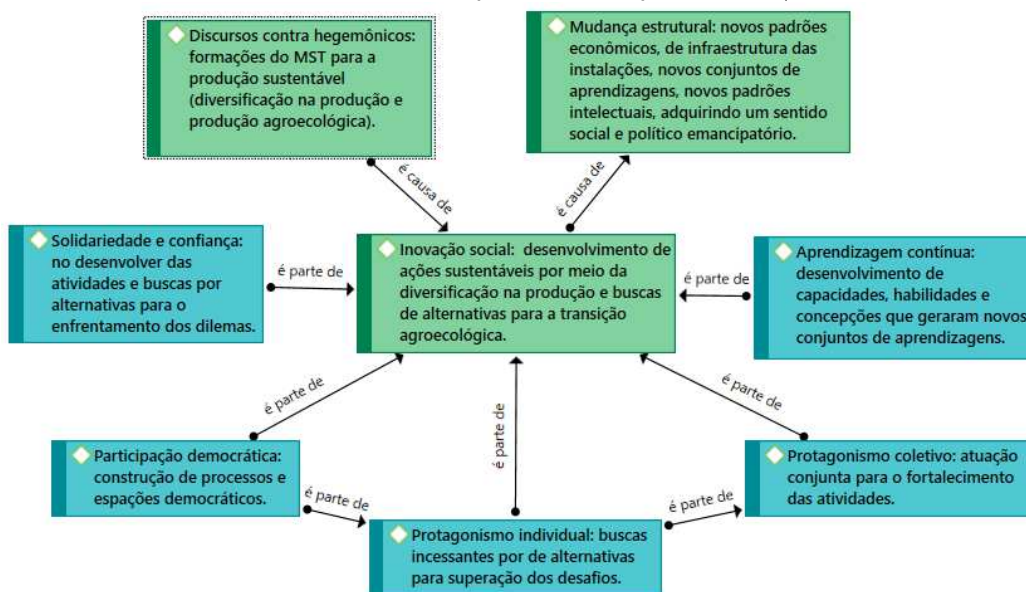 Discursos contra hegemônicos:
formações do MST para a
produção sustentável
(diversificação na produção e
produção agroecológica).
Mudança estrutural: novos padrões
econômicos, de infraestrutura das
instalações, novos conjuntos de
aprendizagens, novos padrões
intelectuais, adquirindo um sentido
social e político emancipatório.
é causa de
é causa de
Solidariedade e confiança:
no desenvolver das
atividades e buscas por
alternativas para o
enfrentamento dos dilemas.
é parte de
Inovação social: desenvolvimento de
ações sustentáveis por meio da
diversificação na produção e buscas
de alternativas para a transição
agroecológica.
é parte de
Aprendizagem contínua:
desenvolvimento de
capacidades, habilidades e
concepções que geraram novos
conjuntos de aprendizagens.
é parte de
é parte de
é parte de
Participação democrática:
construção de processos e
espações democráticos.
é parte de
Protagonismo individual: buscas
incessantes por de alternativas
para superação dos desafios.
é parte de
Protagonismo coletivo: atuação
conjunta para o fortalecimento
das atividades.